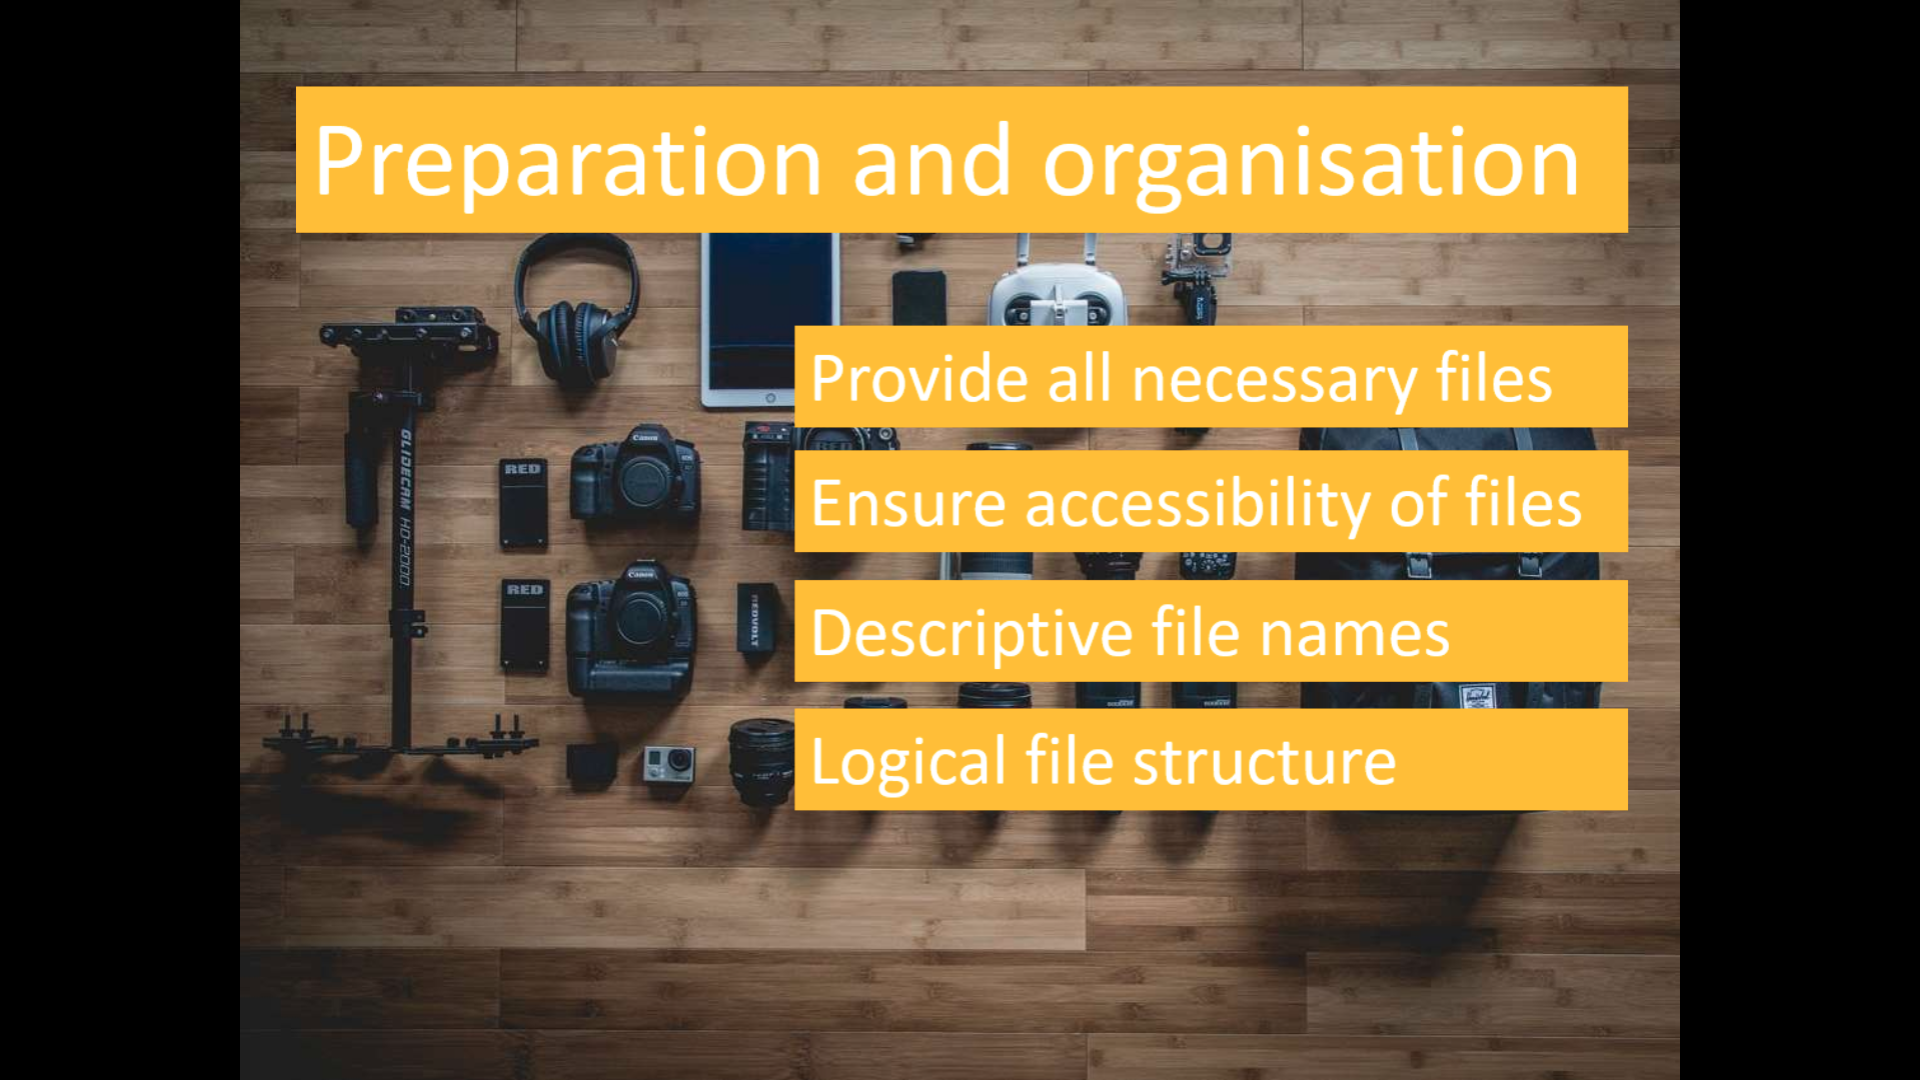 Preparation and organisation
Provide all necessary files
Ensure accessibility of files
Descriptive file names
Logical file structure
GLIDECAM HD-2000
RED
Canon
RED
Canon
REDVOLT